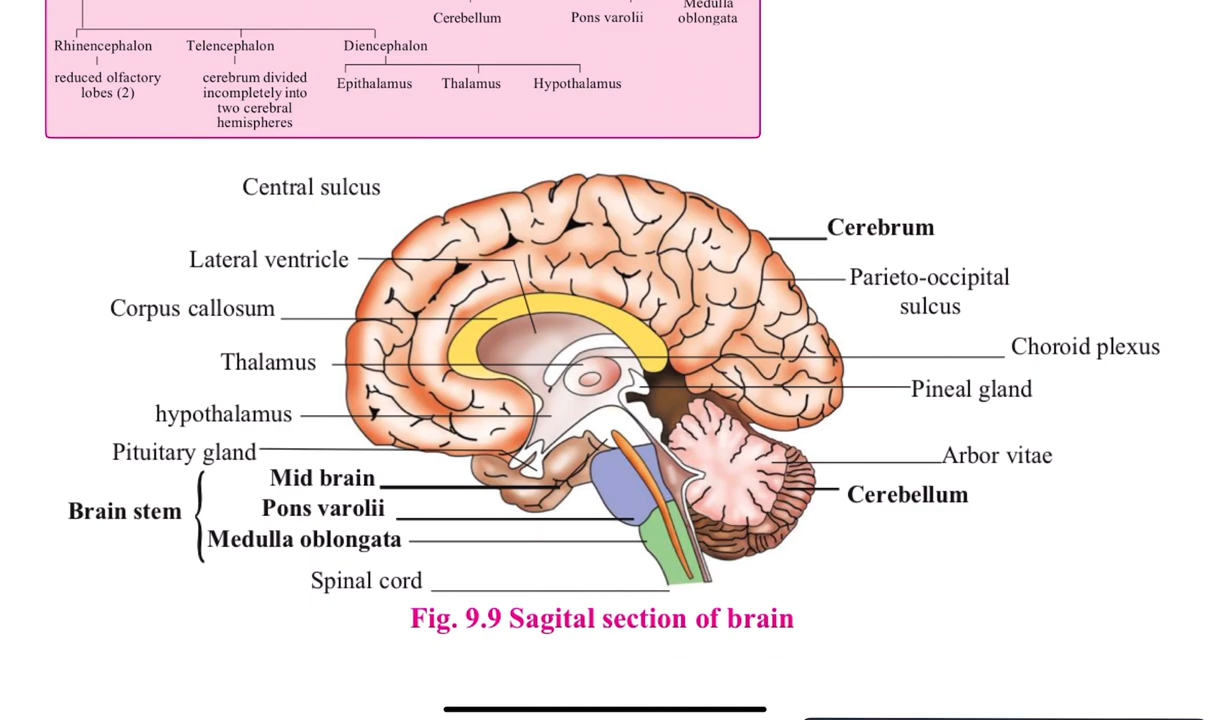 Medulla
Cerebellum
Pons varolii
oblongata
Rhinencephalon
Telencephalon
Diencephalon
reduced olfactory
lobes (2)
cerebrum divided
incompletely into
two cerebral
hemispheres
Epithalamus
Thalamus
Hypothalamus
Central sulcus
Cerebrum
Lateral ventricle
Parieto-occipital
sulcus
Corpus callosum
Choroid plexus
Thalamus
Pineal gland
hypothalamus
Pituitary gland
Arbor vitae
Mid brain
Cerebellum
Brain stem
Pons varolii
Medulla oblongata
Spinal cord
Fig. 9.9 Sagital section of brain